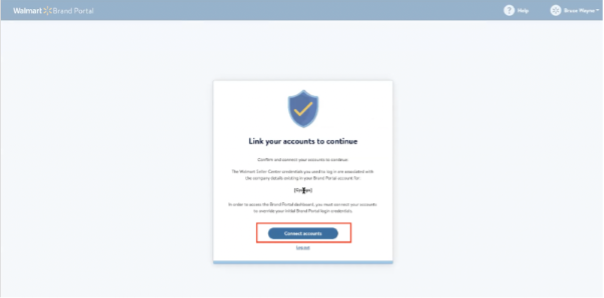 Walmart Brand Portal
Help
Bruce Wayne
Link your accounts to continue
Confirm and connect your accounts to continue
The Walmart Seller Center credentials you used to log in are associated with
the company details existing in your Brand Portal account for:
In order to access the Brand Portal dashboard, you must connect your accounts
to override your initial Brand Portal login credentials.
Connect accounts
Log out